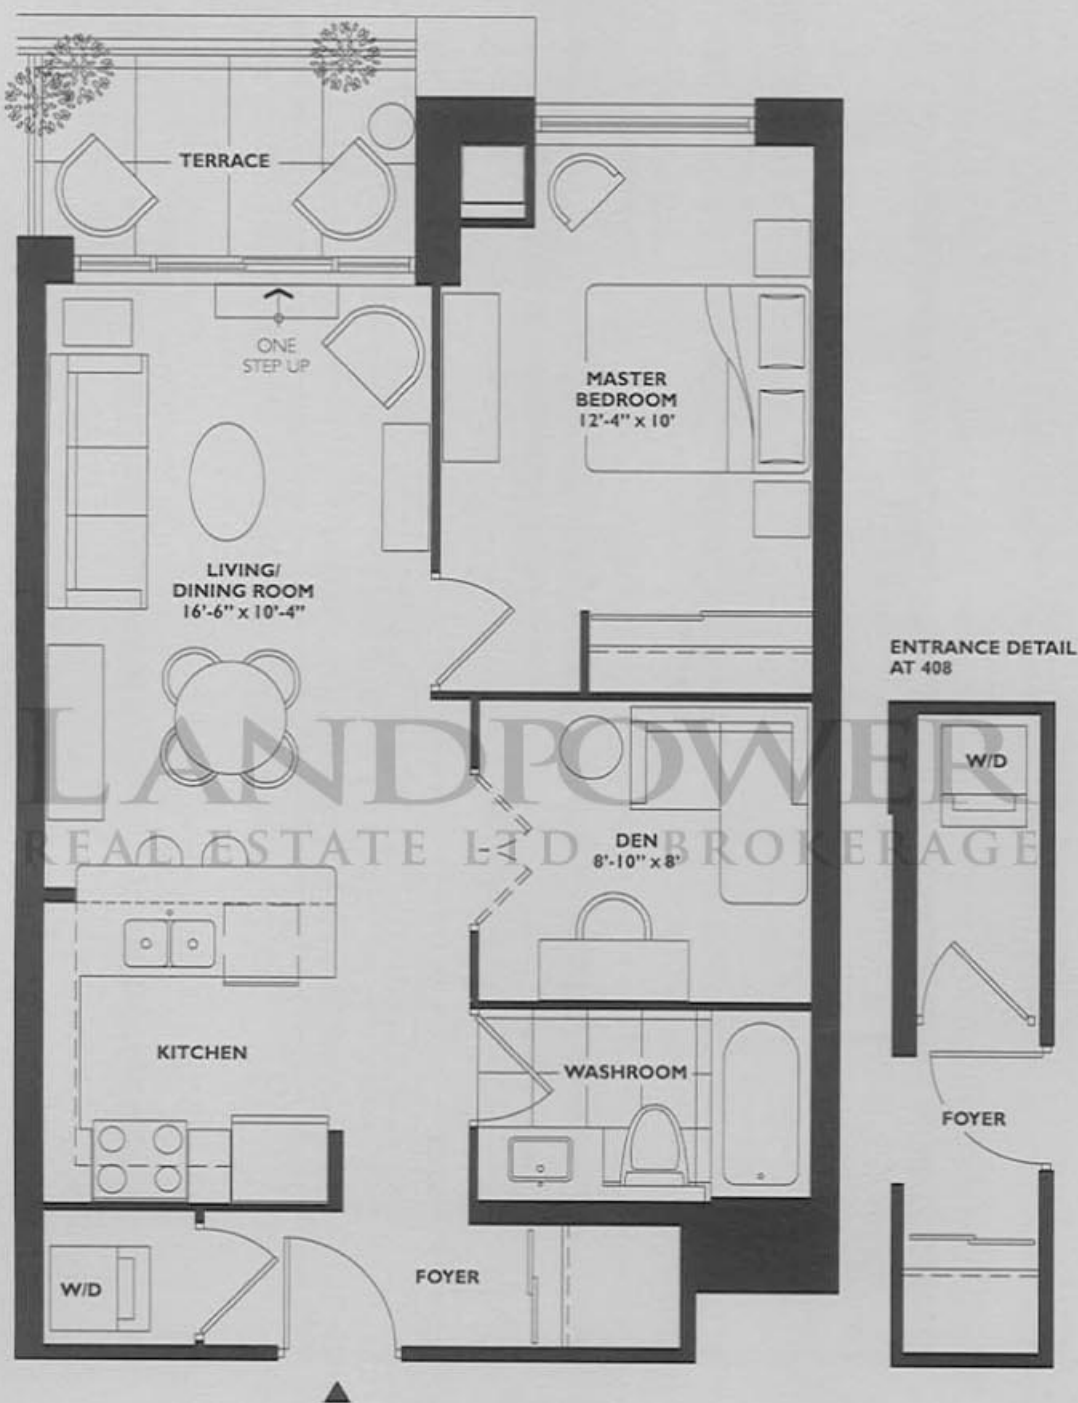 TERRACE
ONE
STEP UP
MASTER
BEDROOM
12'-4" x 10'
LIVING/
DINING ROOM
16'-6" x 10'-4"
ENTRANCE DETAIL
AT 408
LANDPOWER
REAL ESTATE LTD BROKERAGE
W/D
DEN
8'-10" x 8'
KITCHEN
WASHROOM
FOYER
W/D
FOYER